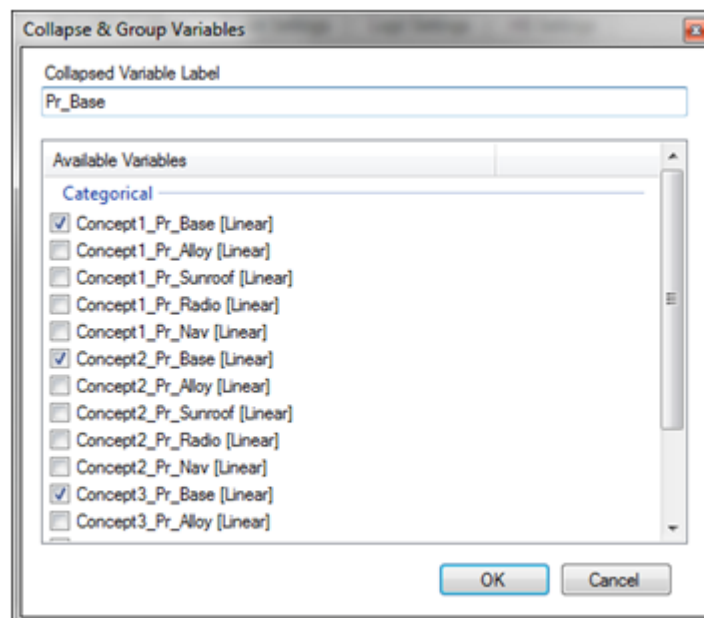 Collapse & Group Variables
Collapsed Variable Label
Pr_Base
Available Variables
Categorical
Concept1_Pr_Base [Linear]
Concept1_Pr_Alloy [Linear]
Concept1_Pr_Sunroof [Linear]
Concept1_Pr_Radio [Linear]
Concept1_Pr_Nav [Linear]
Concept2_Pr_Base [Linear]
Concept2_Pr_Alloy [Linear]
Concept2_Pr_Sunroof [Linear]
Concept2_Pr_Radio [Linear]
Concept2_Pr_Nav [Linear]
Concept3_Pr_Base [Linear]
Concept3_Pr_Alloy [Linear]
OK Cancel